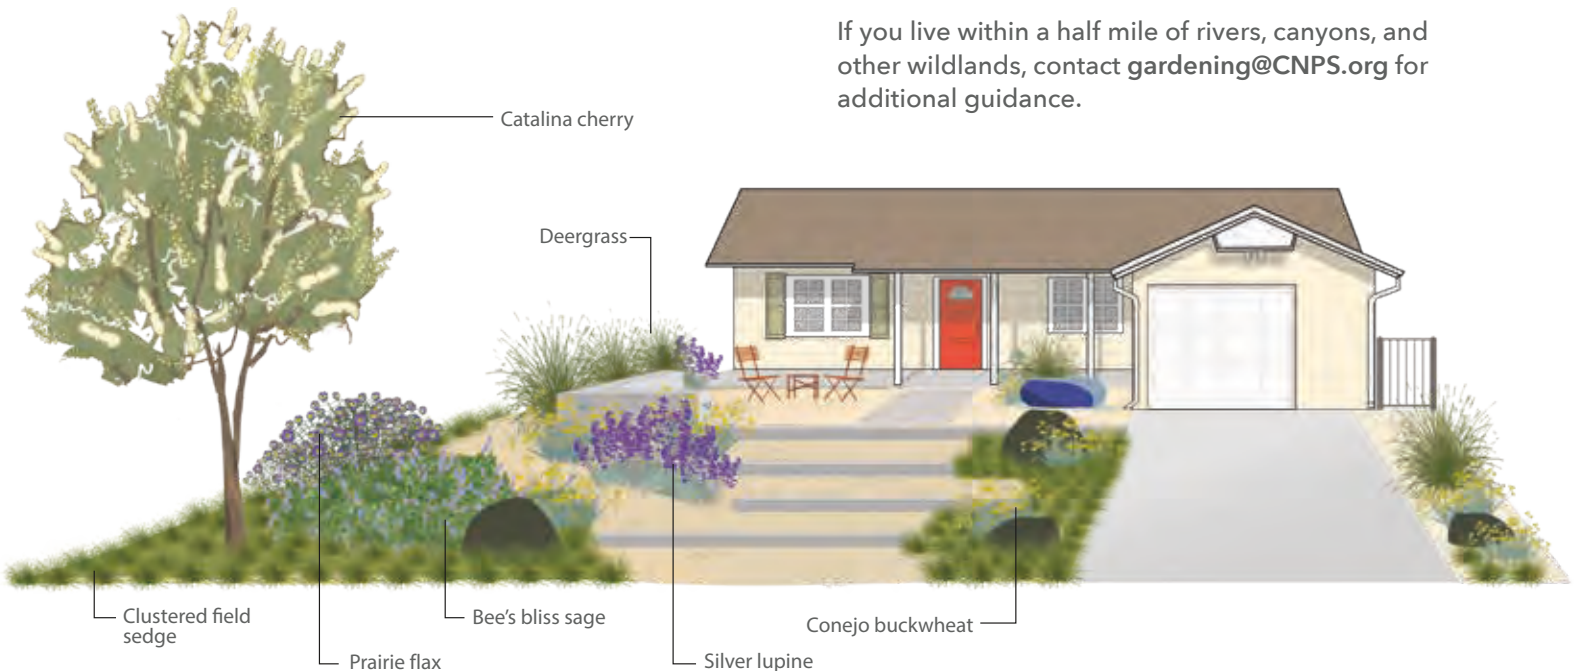 If you live within a half mile of rivers, canyons, and
other wildlands, contact gardening@CNPS.org for
additional guidance.
Catalina cherry
Deergrass
Clustered field
sedge
Bee's bliss sage
Conejo buckwheat
Prairie flax
Silver lupine